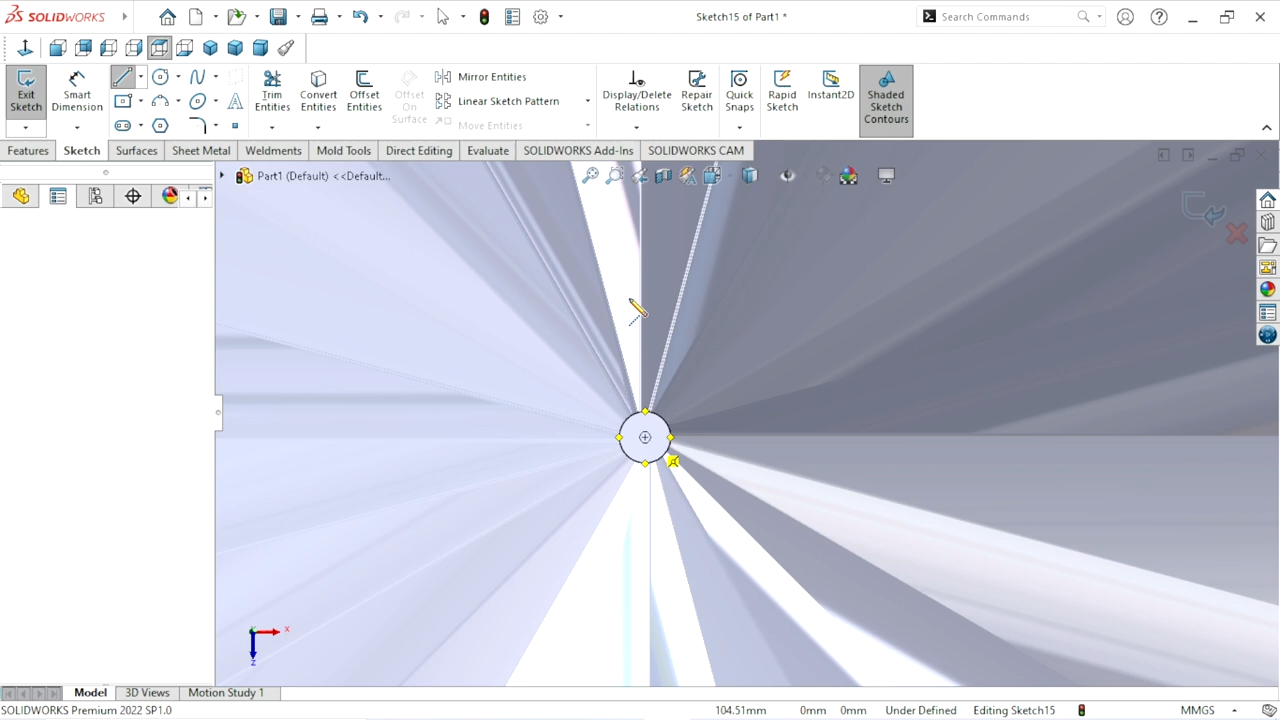 SOLIDWORKS
Sketch15 of Part1 *
Search Commands
Exit Sketch
Smart Dimension
Trim Entities
Convert Entities
Offset Entities
Offset On Surface
Mirror Entities
Linear Sketch Pattern
Move Entities
Display/Delete Relations
Repair Sketch
Quick Snaps
Rapid Sketch
Instant2D
Shaded Sketch Contours
Features
Sketch
Surfaces
Sheet Metal
Weldments
Mold Tools
Direct Editing
Evaluate
SOLIDWORKS Add-Ins
SOLIDWORKS CAM
Part1 (Default) <<Default...
x
z
Model
3D Views
Motion Study 1
SOLIDWORKS Premium 2022 SP1.0
104.51mm
0mm
0mm
Under Defined
Editing Sketch15
MMGS